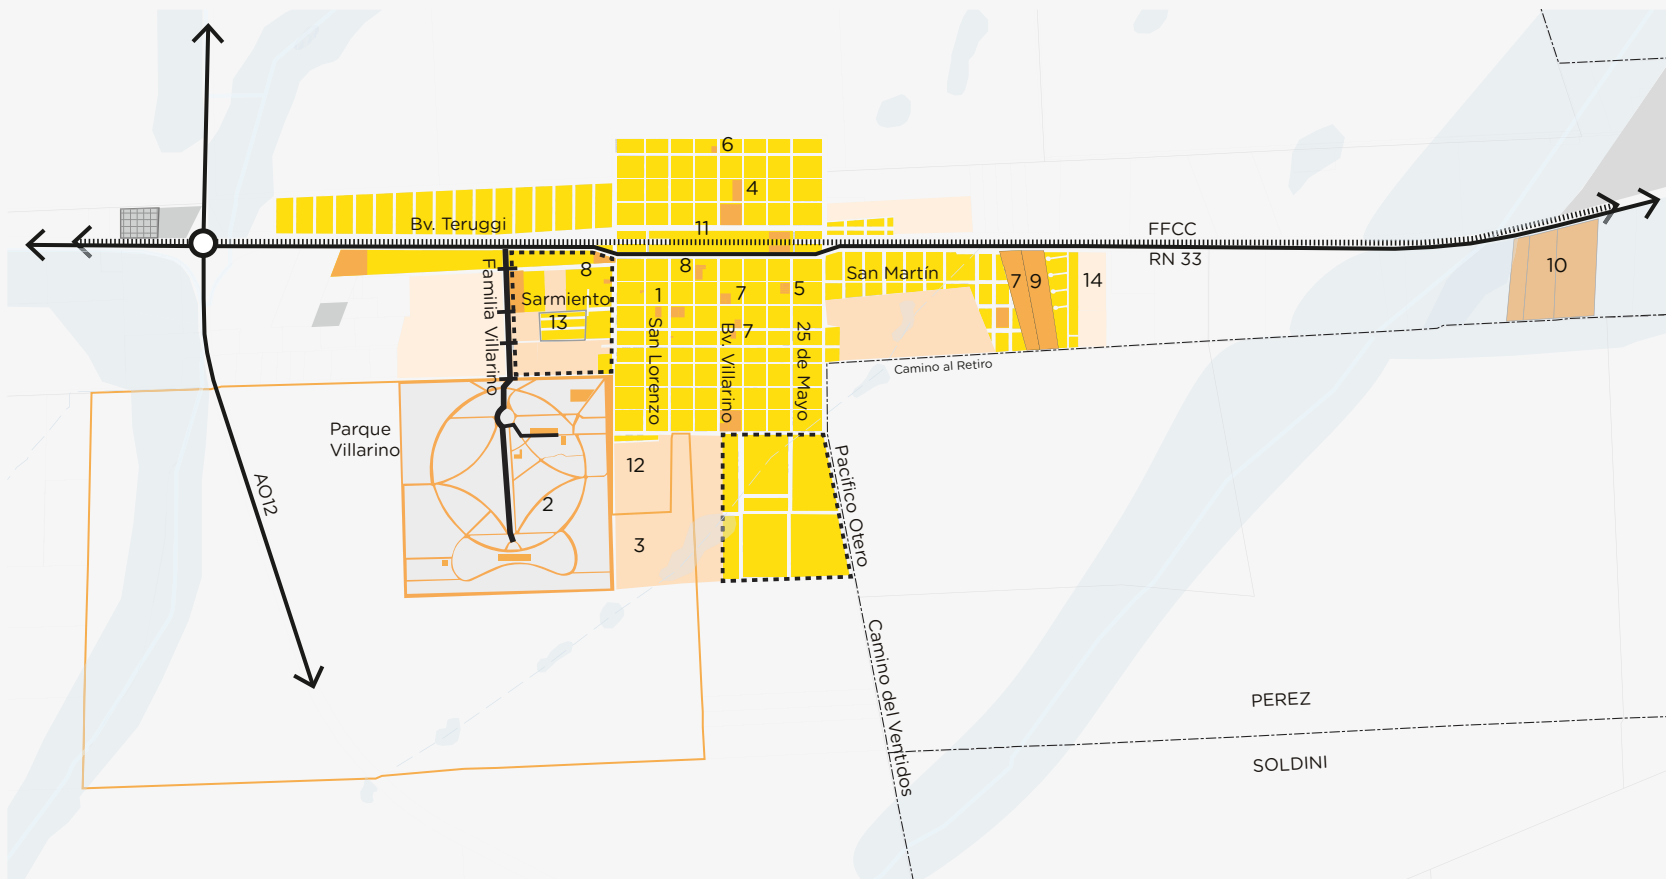 6
4
11
Bv. Teruggi
FFCC
RN 33
8
8
San Martín
7
9
14
10
Familia Villarino
Sarmiento
13
1
7
5
7
San Lorenzo
Bv. Villarino
25 de Mayo
Camino al Retiro
Parque
Villarino
12
2
3
AO12
Pacifico Otero
Camino del Ventidos
PEREZ
SOLDINI